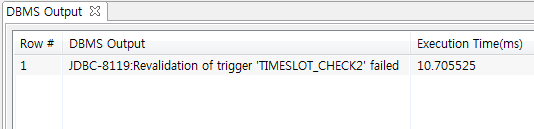 DBMS Output
Row # DBMS Output Execution Time(ms)
1 JDBC-8119:Revalidation of trigger 'TIMESLOT_CHECK2' failed 10.705525